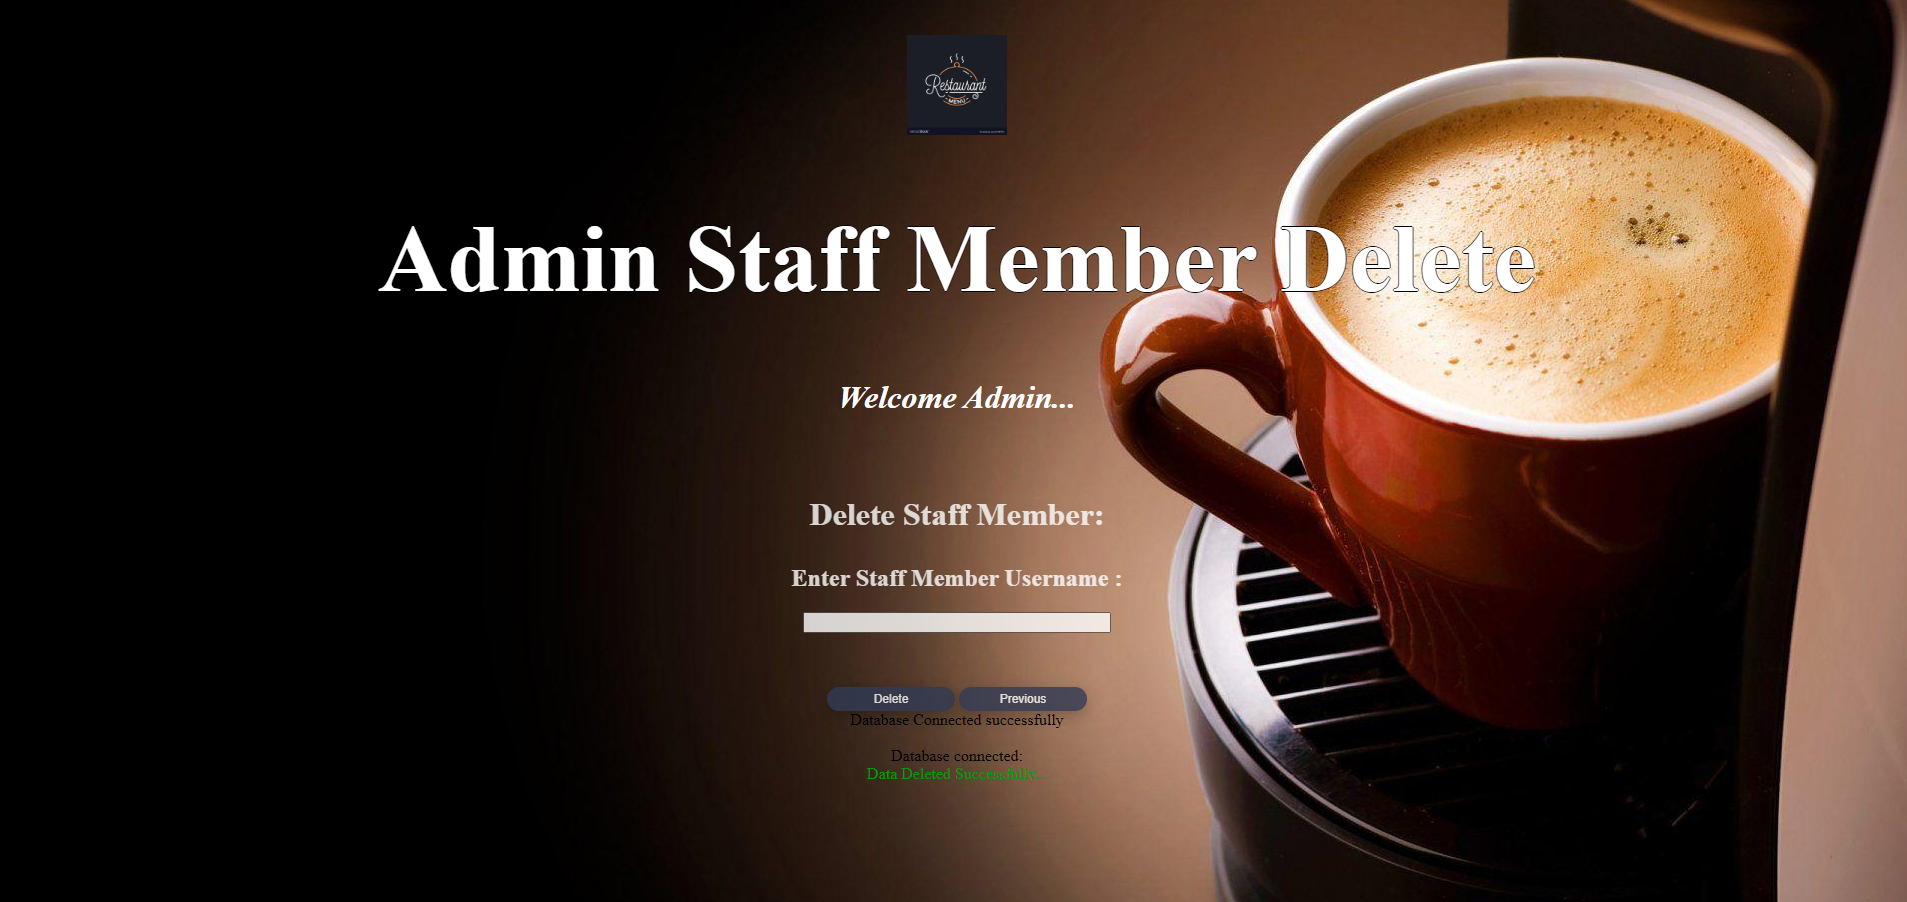 Restaurant
MENU
Admin Staff Member Delete
Welcome Admin...
Delete Staff Member:
Enter Staff Member Username :
Delete Previous
Database Connected successfully
Database connected:
Data Deleted Successfully...